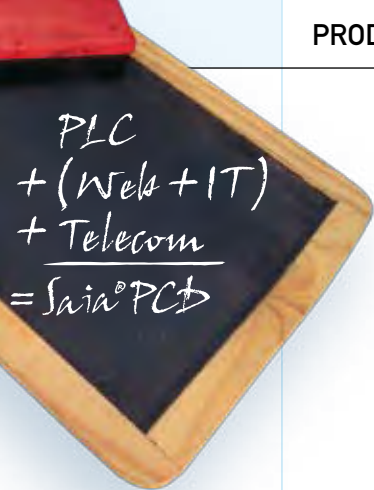 PROD
PLC
+ (Web + IT)
+ Telecom
= Saia® PCD